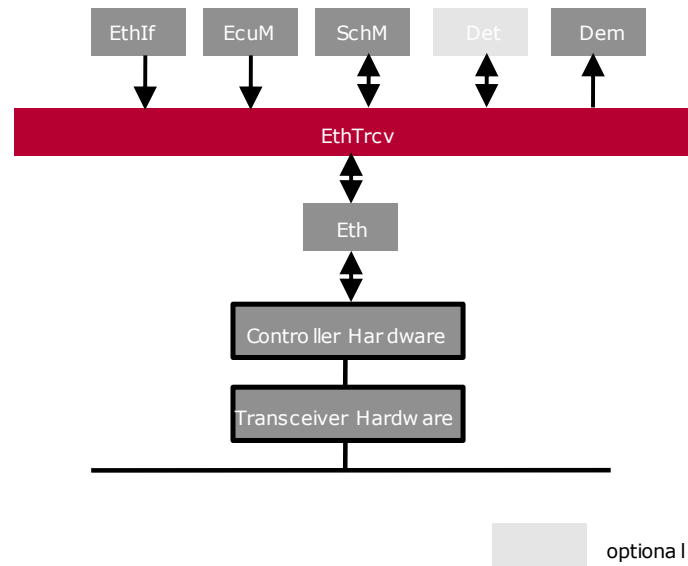 EthIf EcuM SchM Det Dem
EthTrcv
Eth
Controller Hardware
Transceiver Hardware
optional